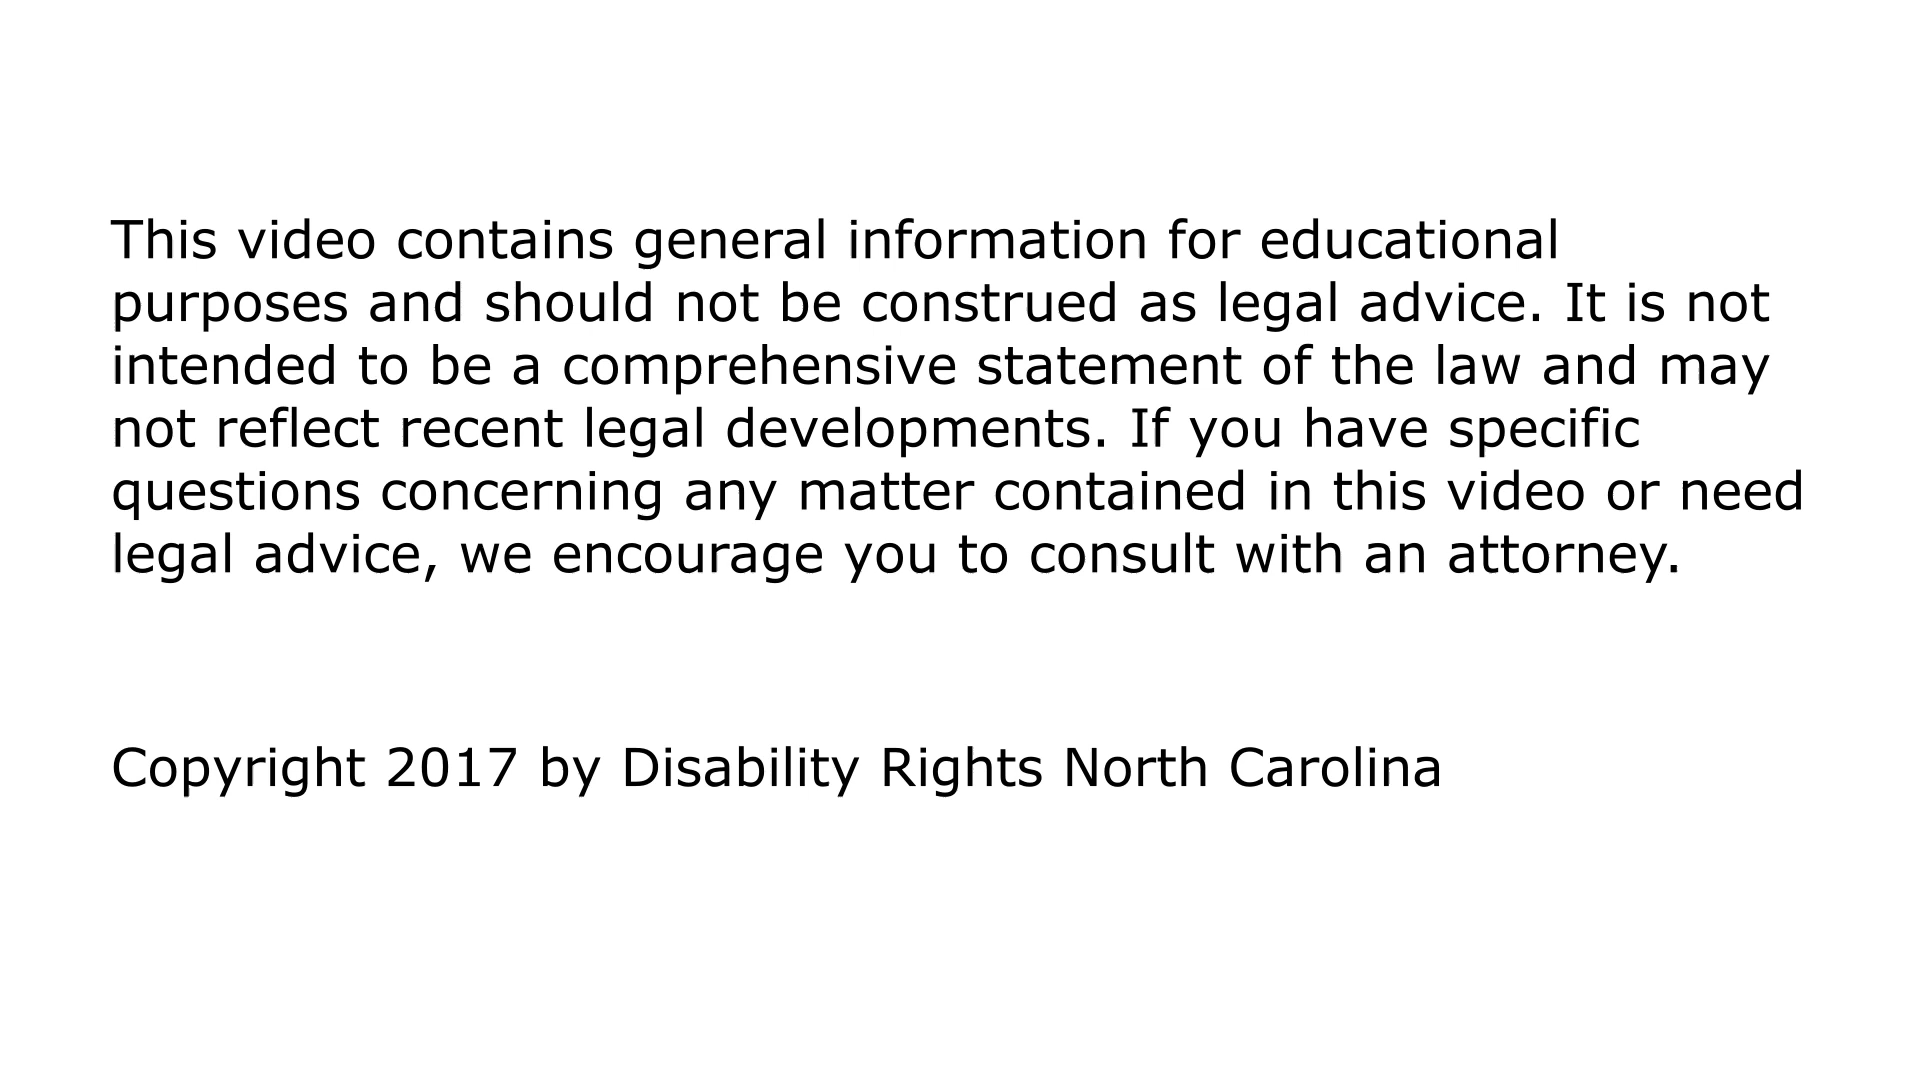 This video contains general information for educational
purposes and should not be construed as legal advice. It is not
intended to be a comprehensive statement of the law and may
not reflect recent legal developments. If you have specific
questions concerning any matter contained in this video or need
legal advice, we encourage you to consult with an attorney.
Copyright 2017 by Disability Rights North Carolina